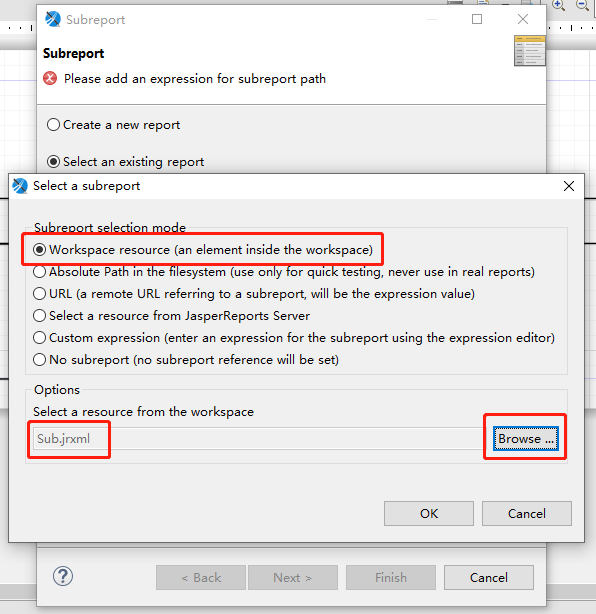 Subreport
Subreport
Please add an expression for subreport path
Create a new report
Select an existing report
Select a subreport
Subreport selection mode
Workspace resource (an element inside the workspace)
Absolute Path in the filesystem (use only for quick testing, never use in real reports)
URL (a remote URL referring to a subreport, will be the expression value)
Select a resource from JasperReports Server
Custom expression (enter an expression for the subreport using the expression editor)
No subreport (no subreport reference will be set)
Options
Select a resource from the workspace
Sub.jrxml
Browse ...
OK
Cancel
?
< Back
Next >
Finish
Cancel